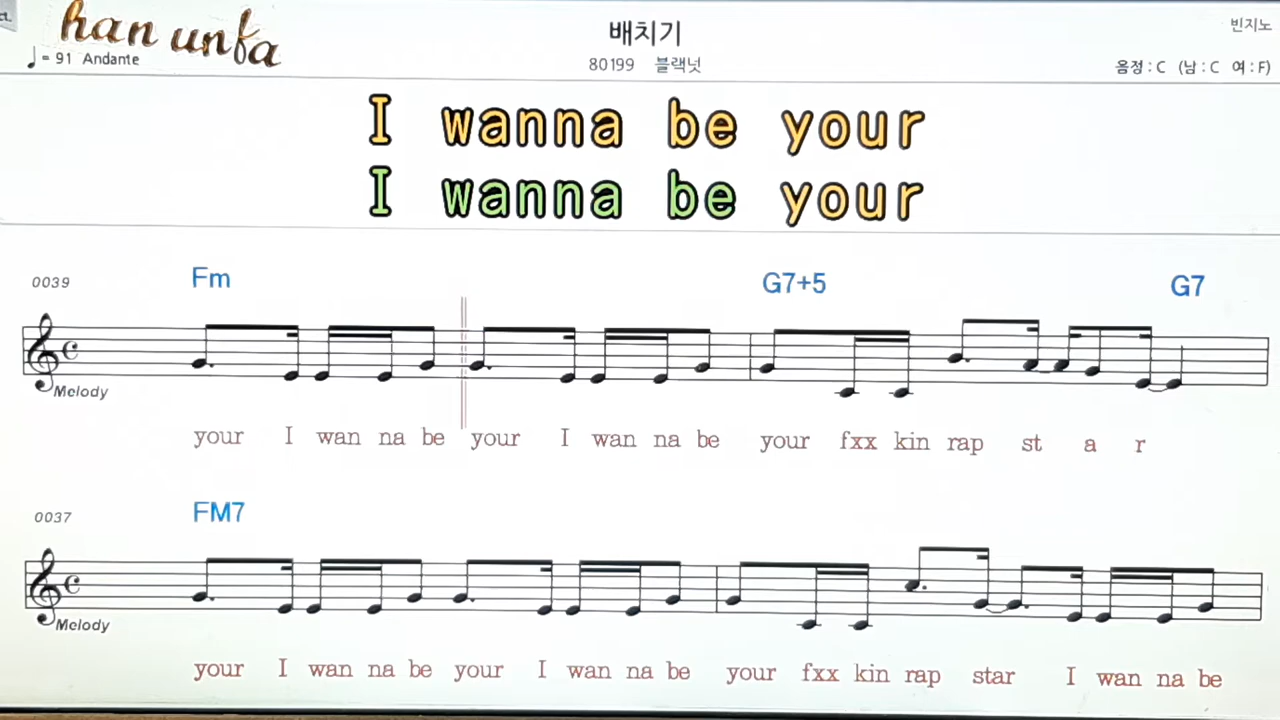 ct.
han unfa
배치기
빈지노
♩= 91 Andante
80199 블랙넛
음정 : C (남 : C 여 : F)
I wanna be your
I wanna be your
0039 Fm G7+5 G7
Melody
your I wan na be your I wan na be your fxx kin rap st a r
0037 FM7
Melody
your I wan na be your I wan na be your fxx kin rap star I wan na be